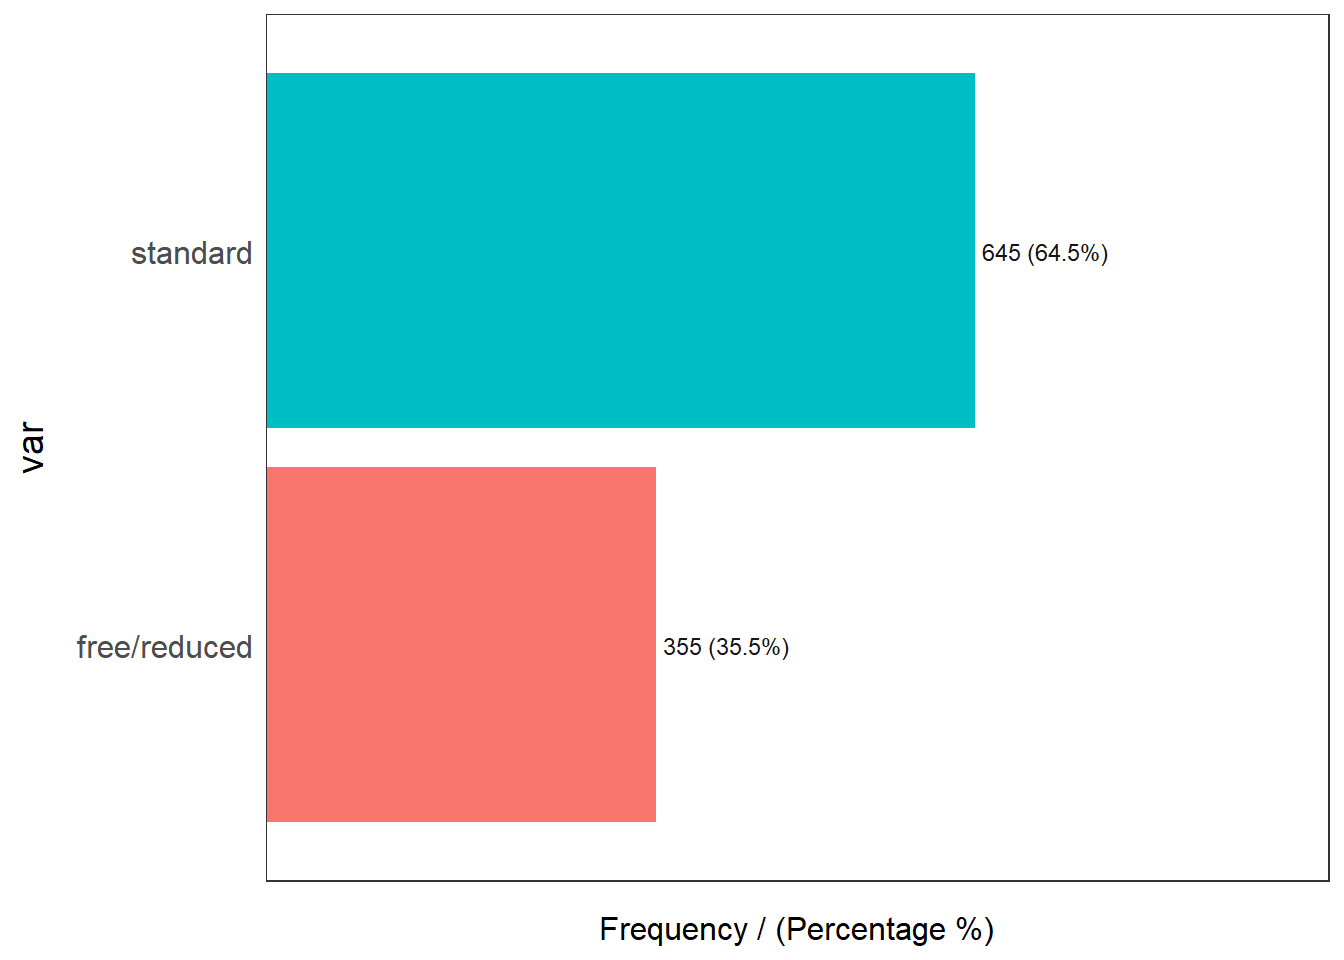 standard
645 (64.5%)
var
free/reduced
355 (35.5%)
Frequency / (Percentage %)